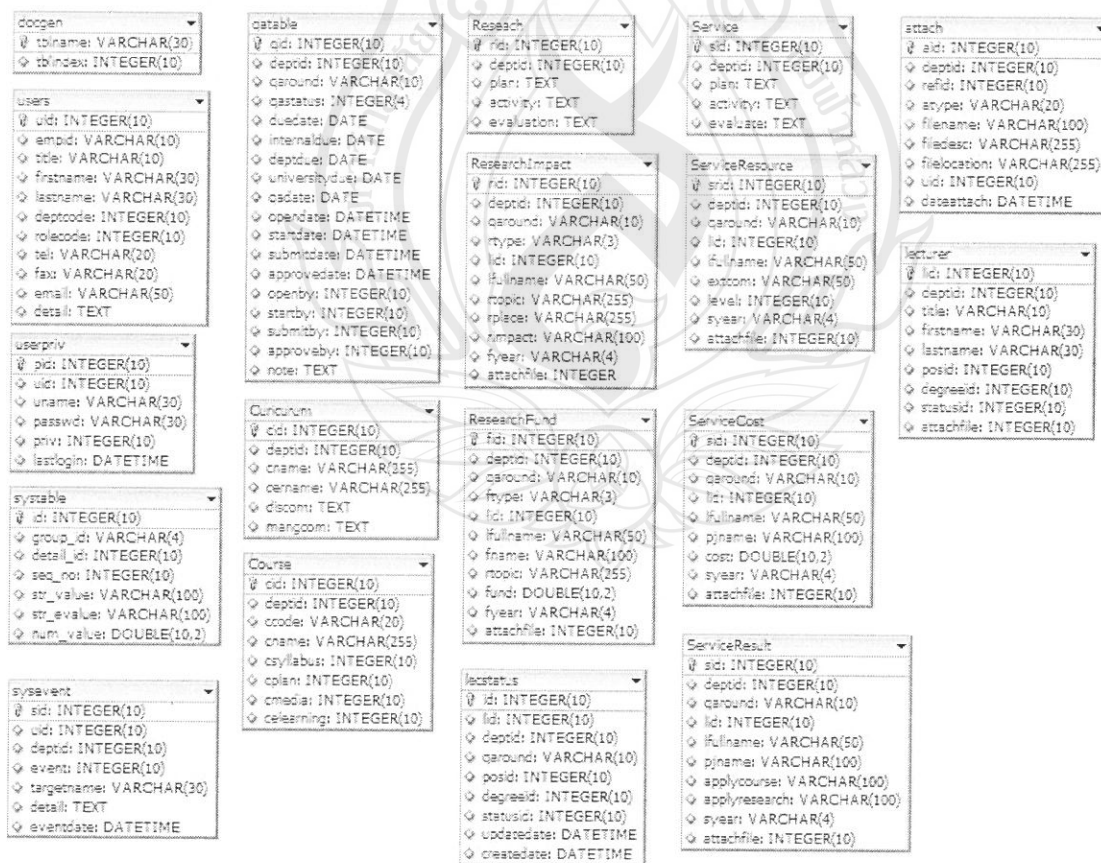 docgen
tblname: VARCHAR(30)
tblindex: INTEGER(10)
users
uid: INTEGER(10)
empid: VARCHAR(10)
title: VARCHAR(10)
firstname: VARCHAR(30)
lastname: VARCHAR(30)
deptcode: INTEGER(10)
rolecode: INTEGER(10)
tel: VARCHAR(20)
fax: VARCHAR(20)
email: VARCHAR(50)
detail: TEXT
userpriv
pid: INTEGER(10)
uid: INTEGER(10)
uname: VARCHAR(30)
passwd: VARCHAR(30)
priv: INTEGER(10)
lastlogin: DATETIME
systable
id: INTEGER(10)
group_id: VARCHAR(4)
detail_id: INTEGER(10)
seq_no: INTEGER(10)
str_value: VARCHAR(100)
str_evalue: VARCHAR(100)
num_value: DOUBLE(10,2)
sysevent
sid: INTEGER(10)
uid: INTEGER(10)
deptid: INTEGER(10)
event: INTEGER(10)
targetname: VARCHAR(30)
detail: TEXT
eventdate: DATETIME
qatable
qid: INTEGER(10)
deptid: INTEGER(10)
qaround: VARCHAR(10)
qastatus: INTEGER(4)
duedate: DATE
internaldue: DATE
deptdue: DATE
universitydue: DATE
qadate: DATE
opendate: DATETIME
startdate: DATETIME
submitdate: DATETIME
approvedate: DATETIME
openby: INTEGER(10)
startby: INTEGER(10)
submitby: INTEGER(10)
approveby: INTEGER(10)
note: TEXT
Curicurum
cid: INTEGER(10)
deptid: INTEGER(10)
cname: VARCHAR(255)
cername: VARCHAR(255)
discom: TEXT
mangcom: TEXT
Course
cid: INTEGER(10)
deptid: INTEGER(10)
ccode: VARCHAR(20)
cname: VARCHAR(255)
csyllabus: INTEGER(10)
cplan: INTEGER(10)
cmedia: INTEGER(10)
celearning: INTEGER(10)
Reseach
rid: INTEGER(10)
deptid: INTEGER(10)
plan: TEXT
activity: TEXT
evaluation: TEXT
ResearchImpact
rid: INTEGER(10)
deptid: INTEGER(10)
qaround: VARCHAR(10)
rtype: VARCHAR(3)
lid: INTEGER(10)
lfullname: VARCHAR(50)
rtopic: VARCHAR(255)
rplace: VARCHAR(255)
rimpact: VARCHAR(100)
fyear: VARCHAR(4)
attachfile: INTEGER
ResearchFund
fid: INTEGER(10)
deptid: INTEGER(10)
qaround: VARCHAR(10)
ftype: VARCHAR(3)
lid: INTEGER(10)
lfullname: VARCHAR(50)
fname: VARCHAR(100)
rtopic: VARCHAR(255)
fund: DOUBLE(10,2)
fyear: VARCHAR(4)
attachfile: INTEGER(10)
lecstatus
id: INTEGER(10)
lid: INTEGER(10)
deptid: INTEGER(10)
qaround: VARCHAR(10)
posid: INTEGER(10)
degreeid: INTEGER(10)
statusid: INTEGER(10)
updatedate: DATETIME
createdate: DATETIME
Service
sid: INTEGER(10)
deptid: INTEGER(10)
plan: TEXT
activity: TEXT
evaluate: TEXT
ServiceResource
srid: INTEGER(10)
deptid: INTEGER(10)
qaround: VARCHAR(10)
lid: INTEGER(10)
lfullname: VARCHAR(50)
extcom: VARCHAR(50)
level: INTEGER(10)
syear: VARCHAR(4)
attachfile: INTEGER(10)
ServiceCost
sid: INTEGER(10)
deptid: INTEGER(10)
qaround: VARCHAR(10)
lid: INTEGER(10)
lfullname: VARCHAR(50)
pjname: VARCHAR(100)
cost: DOUBLE(10,2)
syear: VARCHAR(4)
attachfile: INTEGER(10)
ServiceResult
sid: INTEGER(10)
deptid: INTEGER(10)
qaround: VARCHAR(10)
lid: INTEGER(10)
lfullname: VARCHAR(50)
pjname: VARCHAR(100)
applycourse: VARCHAR(100)
applyresearch: VARCHAR(100)
syear: VARCHAR(4)
attachfile: INTEGER(10)
attach
aid: INTEGER(10)
deptid: INTEGER(10)
refid: INTEGER(10)
atype: VARCHAR(20)
filename: VARCHAR(100)
filedesc: VARCHAR(255)
filelocation: VARCHAR(255)
uid: INTEGER(10)
dateattach: DATETIME
lecturer
lid: INTEGER(10)
deptid: INTEGER(10)
title: VARCHAR(10)
firstname: VARCHAR(30)
lastname: VARCHAR(30)
posid: INTEGER(10)
degreeid: INTEGER(10)
statusid: INTEGER(10)
attachfile: INTEGER(10)